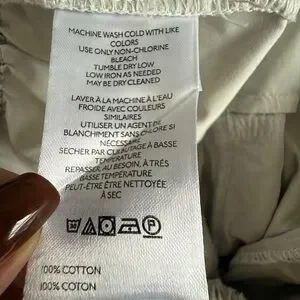 MACHINE WASH COLD WITH LIKE
COLORS
USE ONLY NON-CHLORINE
BLEACH
TUMBLE DRY LOW
LOW IRON AS NEEDED
MAY BE DRY CLEANED
LAVER À LA MACHINE À L'EAU
FROIDE AVEC COULEURS
SIMILAIRES
UTILISER UN AGENT DE
BLANCHIMENT SANS CHLORE SI
NÉCESSAIRE
SECHER PAR CULBUTAGE À BASSE
TEMPÉRATURE
REPASSER AU BESOIN, À TRÈS
BASSE TEMPÉRATURE
PEUT-ÊTRE ÊTRE NETTOYÉE
À SEC
100% COTTON
100% COTON